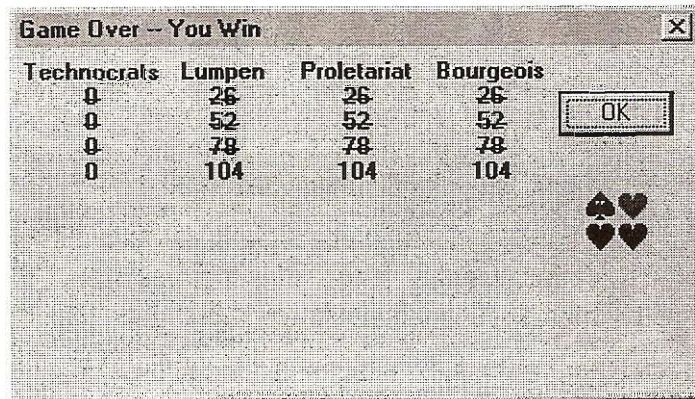 Game Over -- You Win
Technocrats Lumpen Proletariat Bourgeois
0 26 26 26
0 52 52 52
0 78 78 78
0 104 104 104
OK